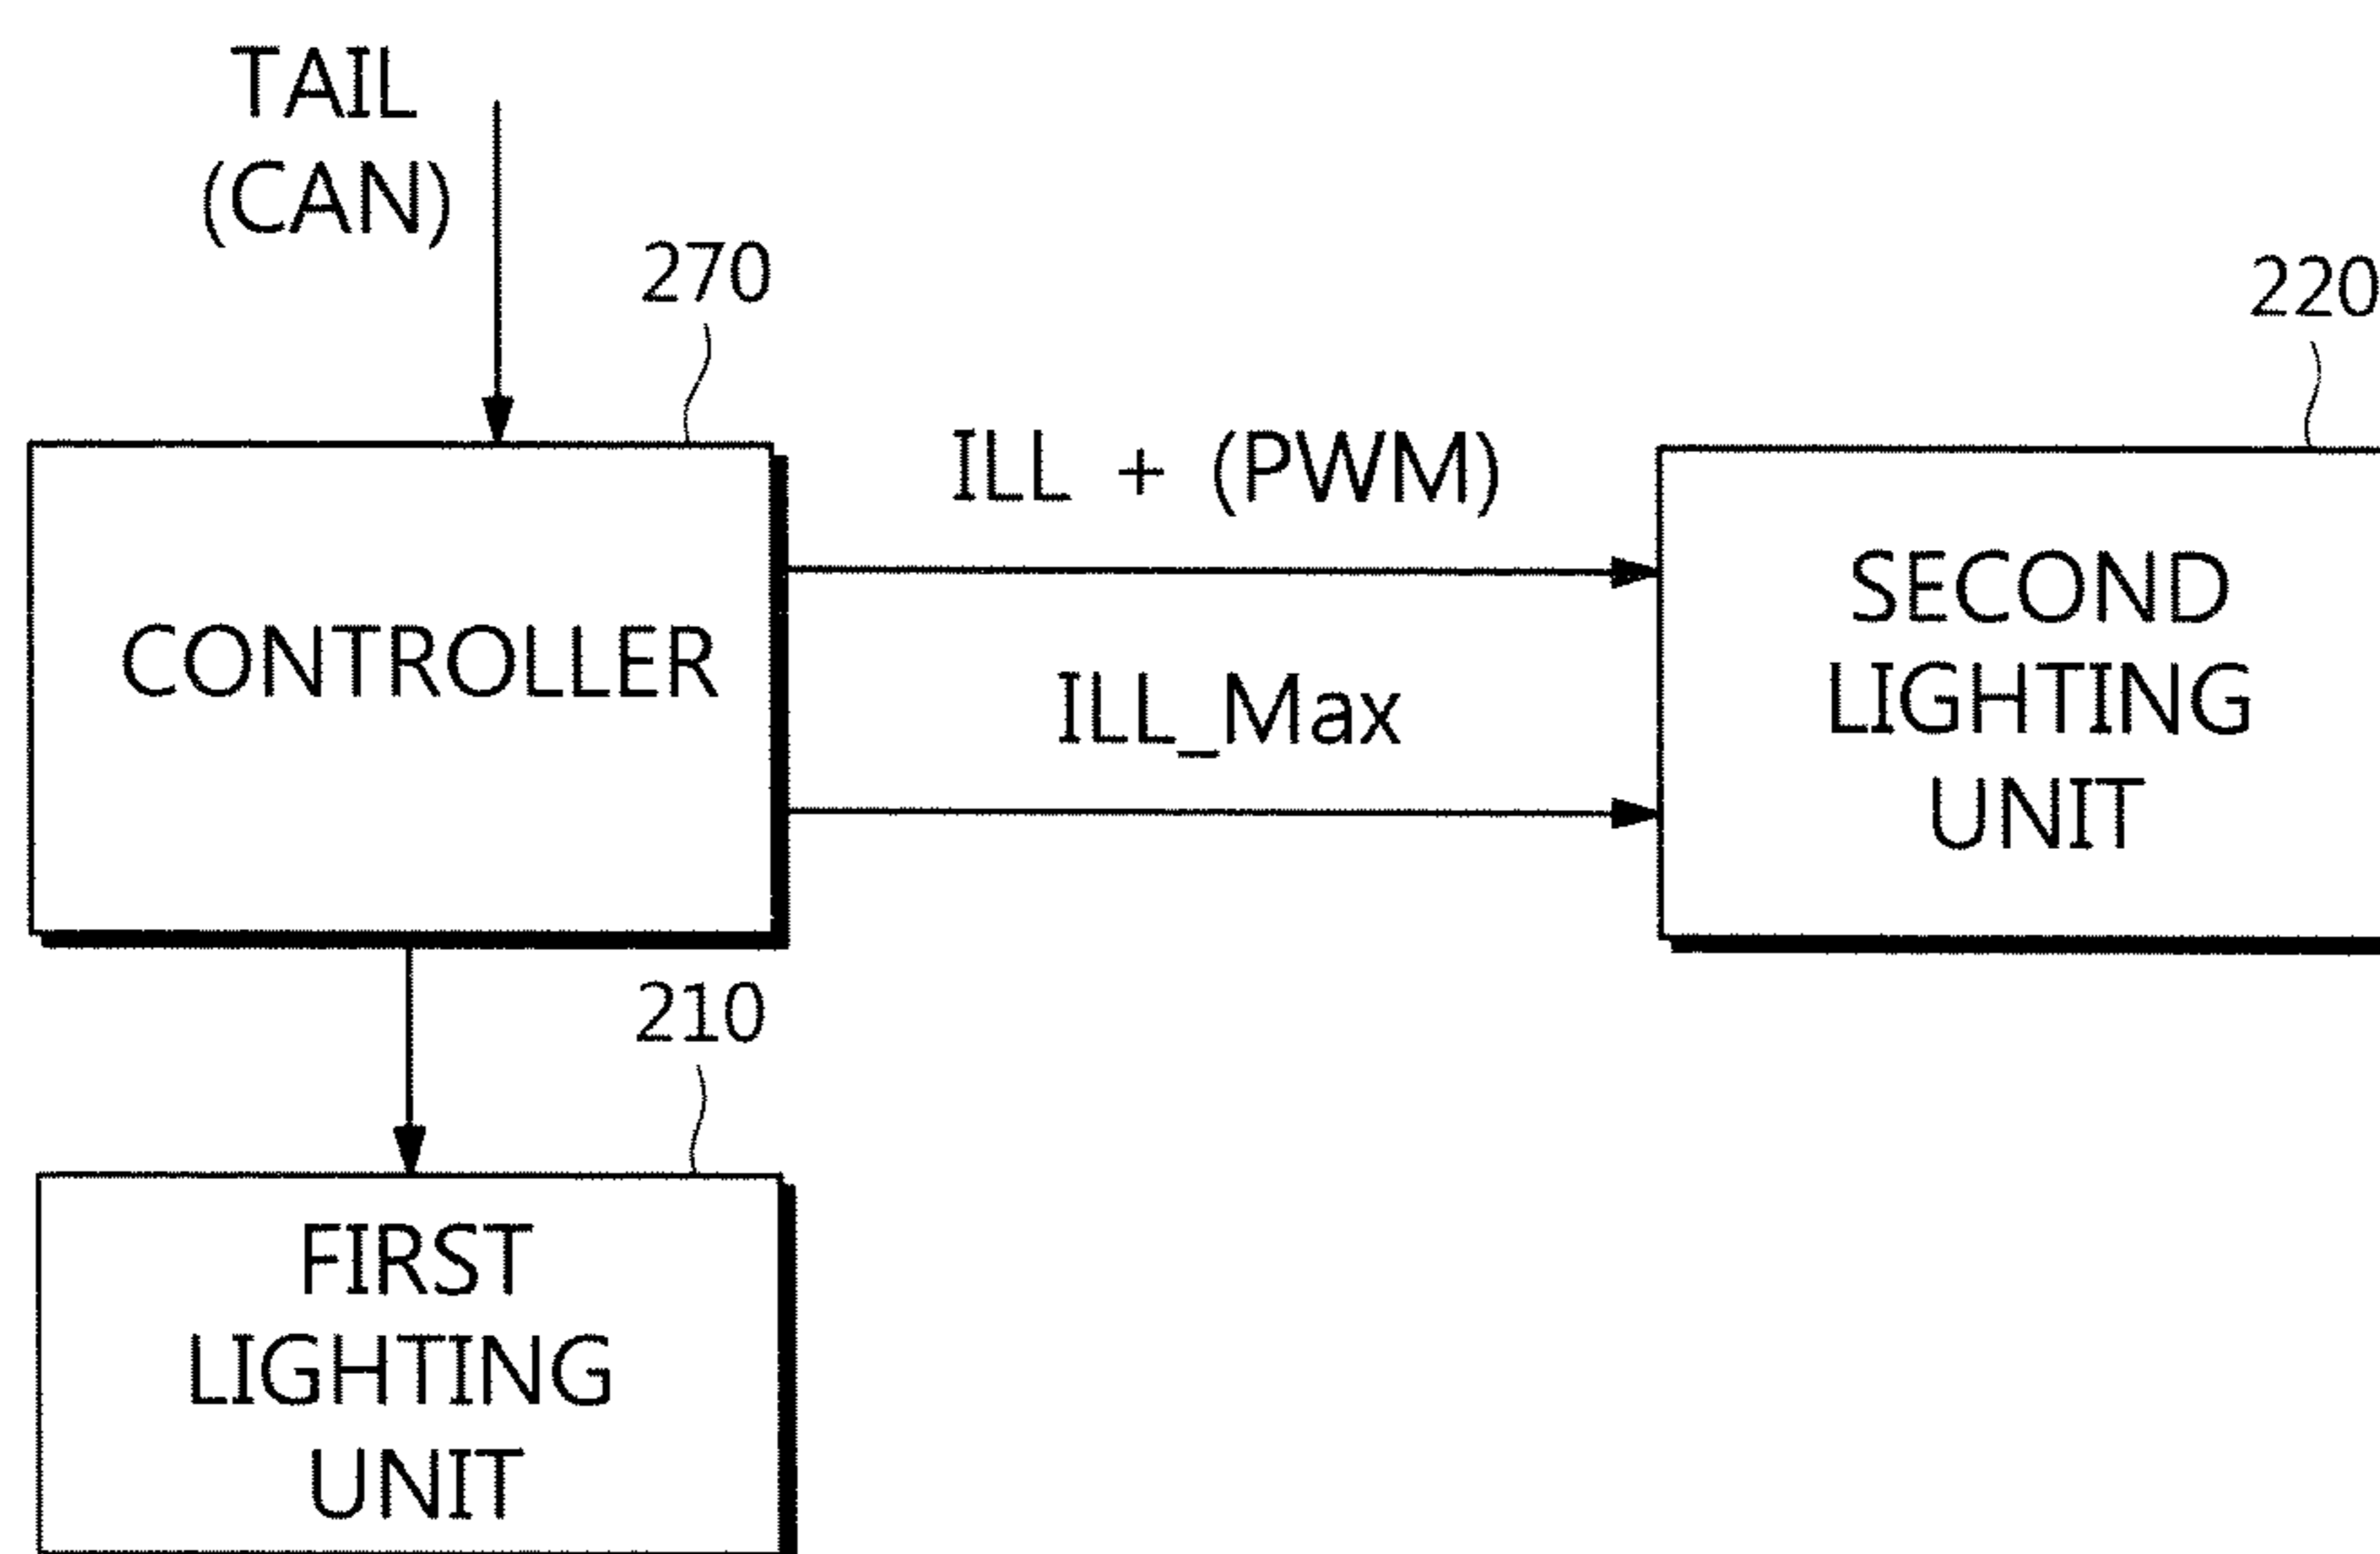 TAIL
(CAN)
270
220
ILL + (PWM)
CONTROLLER
SECOND
LIGHTING
UNIT
ILL_Max
210
FIRST
LIGHTING
UNIT